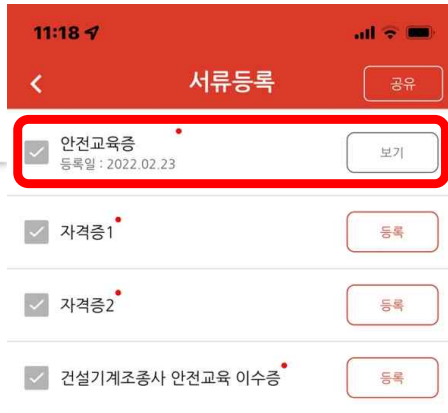 11:18
서류등록
공유
안전교육증
등록일 : 2022.02.23
보기
자격증1
등록
자격증2
등록
건설기계조종사 안전교육 이수증
등록